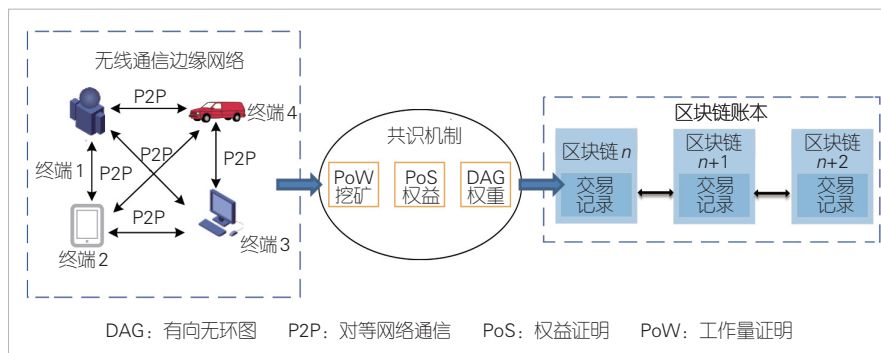 无线通信边缘网络
P2P
终端4
终端1
P2P
P2P
P2P
P2P
P2P
终端2
终端3
共识机制
PoW
挖矿
PoS
权益
DAG
权重
区块链账本
区块链n
交易
记录
区块链
n+1
交易
记录
区块链
n+2
交易
记录
DAG：有向无环图 P2P：对等网络通信 PoS：权益证明 PoW：工作量证明